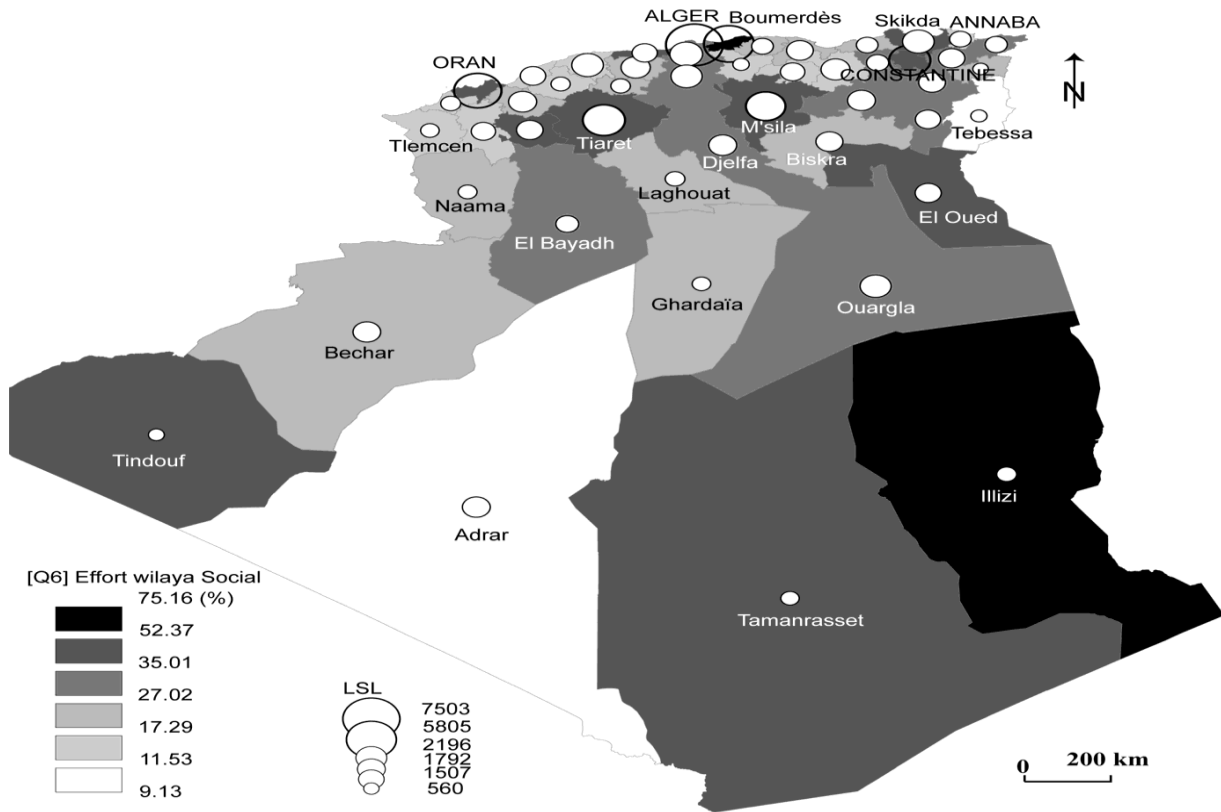 ALGER Boumerdès
Skikda ANNABA
ORAN
CONSTANTINE
N
Tlemcen
Tiaret
M'sila
Tebessa
Djelfa
Biskra
Naama
Laghouat
El Oued
El Bayadh
Ghardaïa
Ouargla
Bechar
Tindouf
Illizi
Adrar
Tamanrasset
[Q6] Effort wilaya Social
75.16 (%)
52.37
35.01
27.02
17.29
11.53
9.13
LSL
7503
5805
2196
1792
1507
560
0 200 km